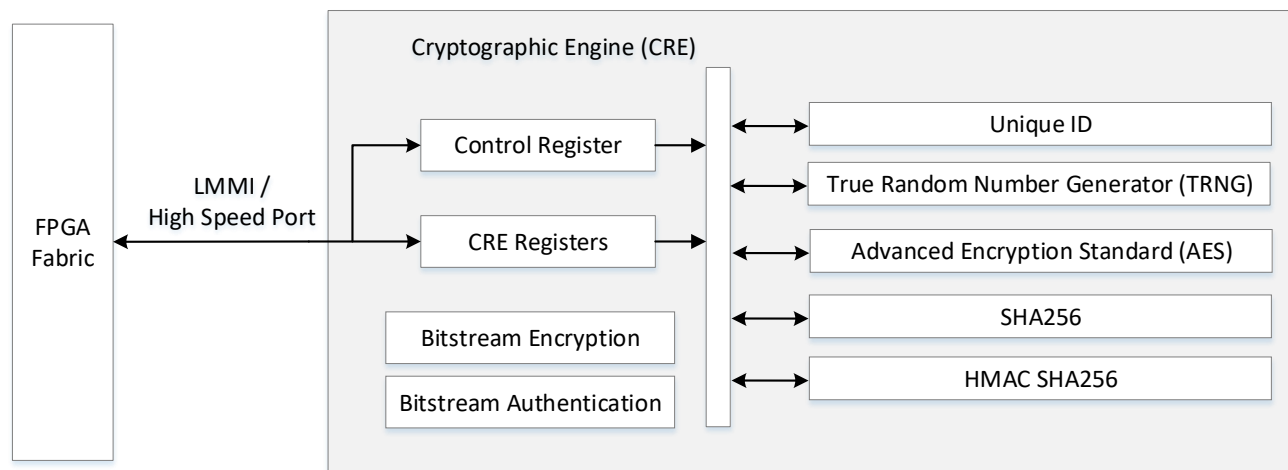 Cryptographic Engine (CRE)
FPGA
Fabric
LMMI /
High Speed Port
Control Register
CRE Registers
Bitstream Encryption
Bitstream Authentication
Unique ID
True Random Number Generator (TRNG)
Advanced Encryption Standard (AES)
SHA256
HMAC SHA256